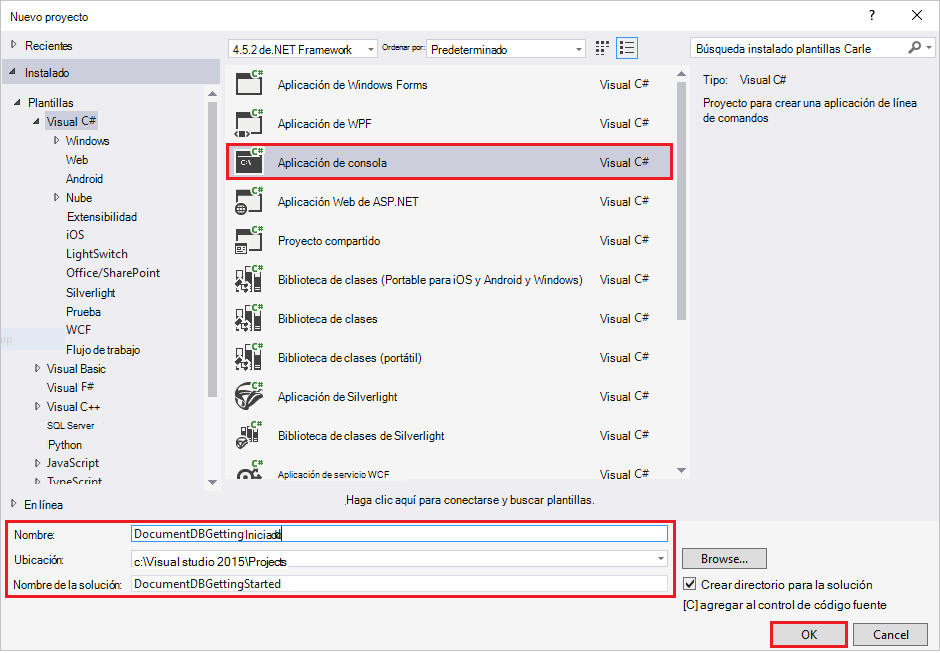 Nuevo proyecto
?
Recientes
4.5.2 de.NET Framework
Ordenar por:
Predeterminado
Búsqueda instalado plantillas Carle
Instalado
Plantillas
Visual C#
Windows
Web
Android
Nube
Extensibilidad
iOS
LightSwitch
Office/SharePoint
Silverlight
Prueba
WCF
Flujo de trabajo
Visual Basic
Visual F#
Visual C++
SQL Server
Python
JavaScript
TypeScript
En línea
Aplicación de Windows Forms Visual C#
Aplicación de WPF Visual C#
Aplicación de consola Visual C#
Aplicación Web de ASP.NET Visual C#
Proyecto compartido Visual C#
Biblioteca de clases (Portable para iOS y Android y Windows) Visual C#
Biblioteca de clases Visual C#
Biblioteca de clases (portátil) Visual C#
Aplicación de Silverlight Visual C#
Biblioteca de clases de Silverlight Visual C#
Aplicación de servicio WCF Visual C#
Haga clic aquí para conectarse y buscar plantillas.
Tipo: Visual C#
Proyecto para crear una aplicación de línea
de comandos
Nombre: DocumentDBGetting
Ubicación: c:\Visual studio 2015\Projects
Nombre de la solución: DocumentDBGettingStarted
Browse...
Crear directorio para la solución
[C] agregar al control de código fuente
OK
Cancel